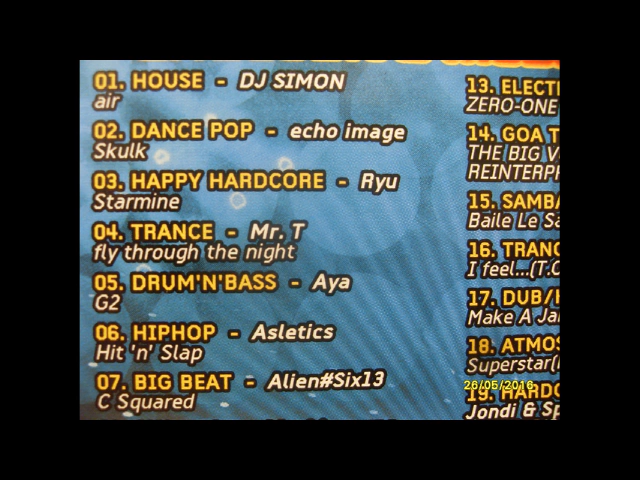 01. HOUSE - DJ SIMON
air
02. DANCE POP - echo image
Skulk
03. HAPPY HARDCORE - Ryu
Starmine
04. TRANCE - Mr. T
fly through the night
05. DRUM'N'BASS - Aya
G2
06. HIPHOP - Asletics
Hit 'n' Slap
07. BIG BEAT - Alien#Six13
C Squared
13.
ZERO-ONE
14. GOA
THE BIG
15. SAMBA
Baile Le
16.
I feel...(T.
17. DUB/
Make A
18.
Superstar(
26/05/2016
19.
Jondi &